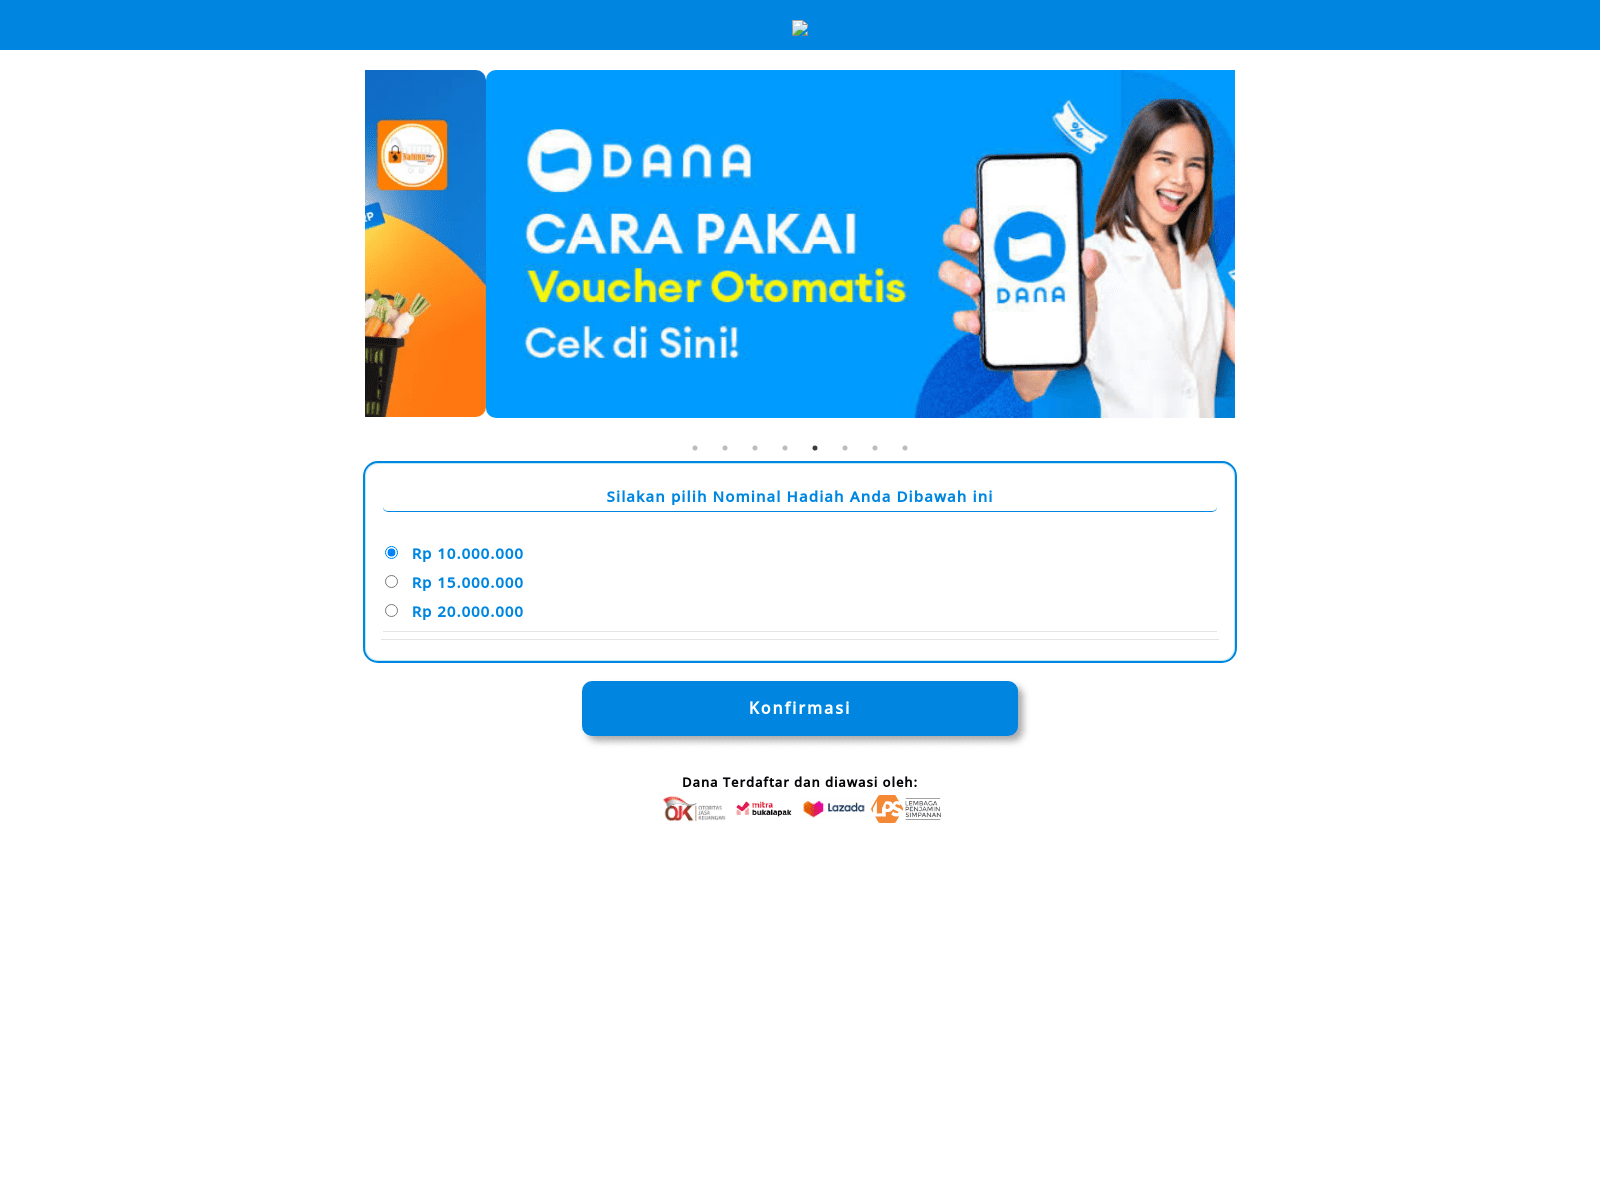 DANA
CARA PAKAI
Voucher Otomatis
Cek di Sini!
DANA
Silakan pilih Nominal Hadiah Anda Dibawah ini
Rp 10.000.000
Rp 15.000.000
Rp 20.000.000
Konfirmasi
Dana Terdaftar dan diawasi oleh:
OJK OTORITAS JASA KEUANGAN
mitra bukalapak
Lazada
LPS LEMBAGA PENJAMIN SIMPANAN